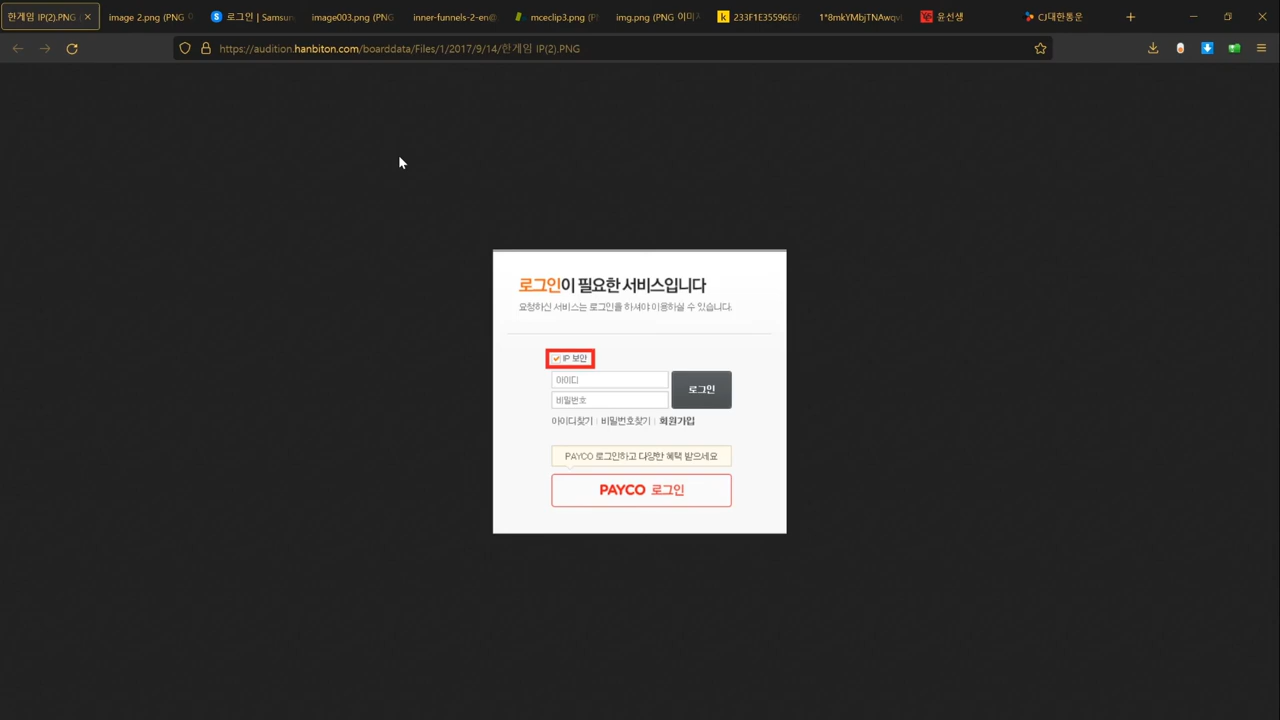 한게임 IP(2).PNG
image 2.png (PNG
로그인 | Samsun
image003.png (PNG
inner-funnels-2-en@
mceclip3.png (P
img.png (PNG 이미지
233F1E35596E6
1*8mkYMbjTNAwqv
윤선생
CJ대한통운
https://audition.hanbiton.com/boarddata/Files/1/2017/9/14/한게임 IP(2).PNG
로그인이 필요한 서비스입니다
요청하신 서비스는 로그인를 하셔야 이용하실 수 있습니다.
IP 보안
아이디
비밀번호
로그인
아이디찾기 | 비밀번호찾기 | 회원가입
PAYCO 로그인하고 다양한 혜택 받으세요
PAYCO 로그인